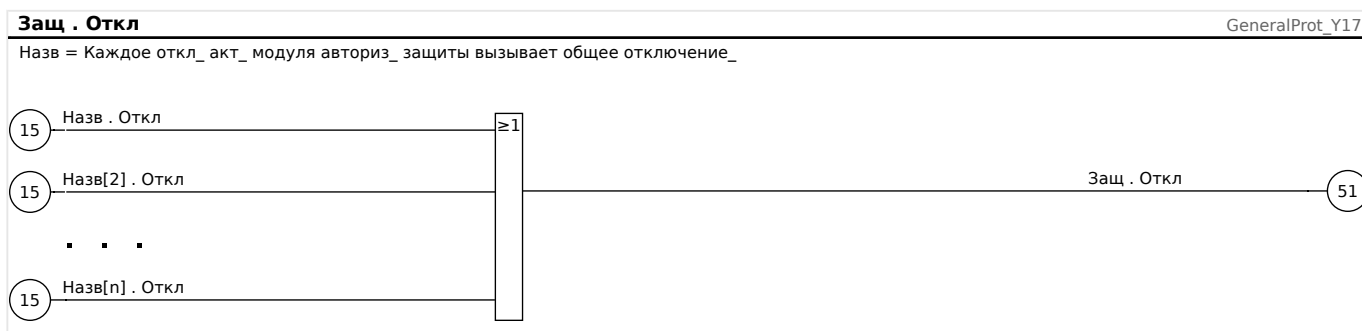 Защ . Откл
GeneralProt_Y17
Назв = Каждое откл_ акт_ модуля авториз_ защиты вызывает общее отключение_
15
Назв . Откл
≥1
15
Назв[2] . Откл
Защ . Откл
51
. . .
15
Назв[n] . Откл